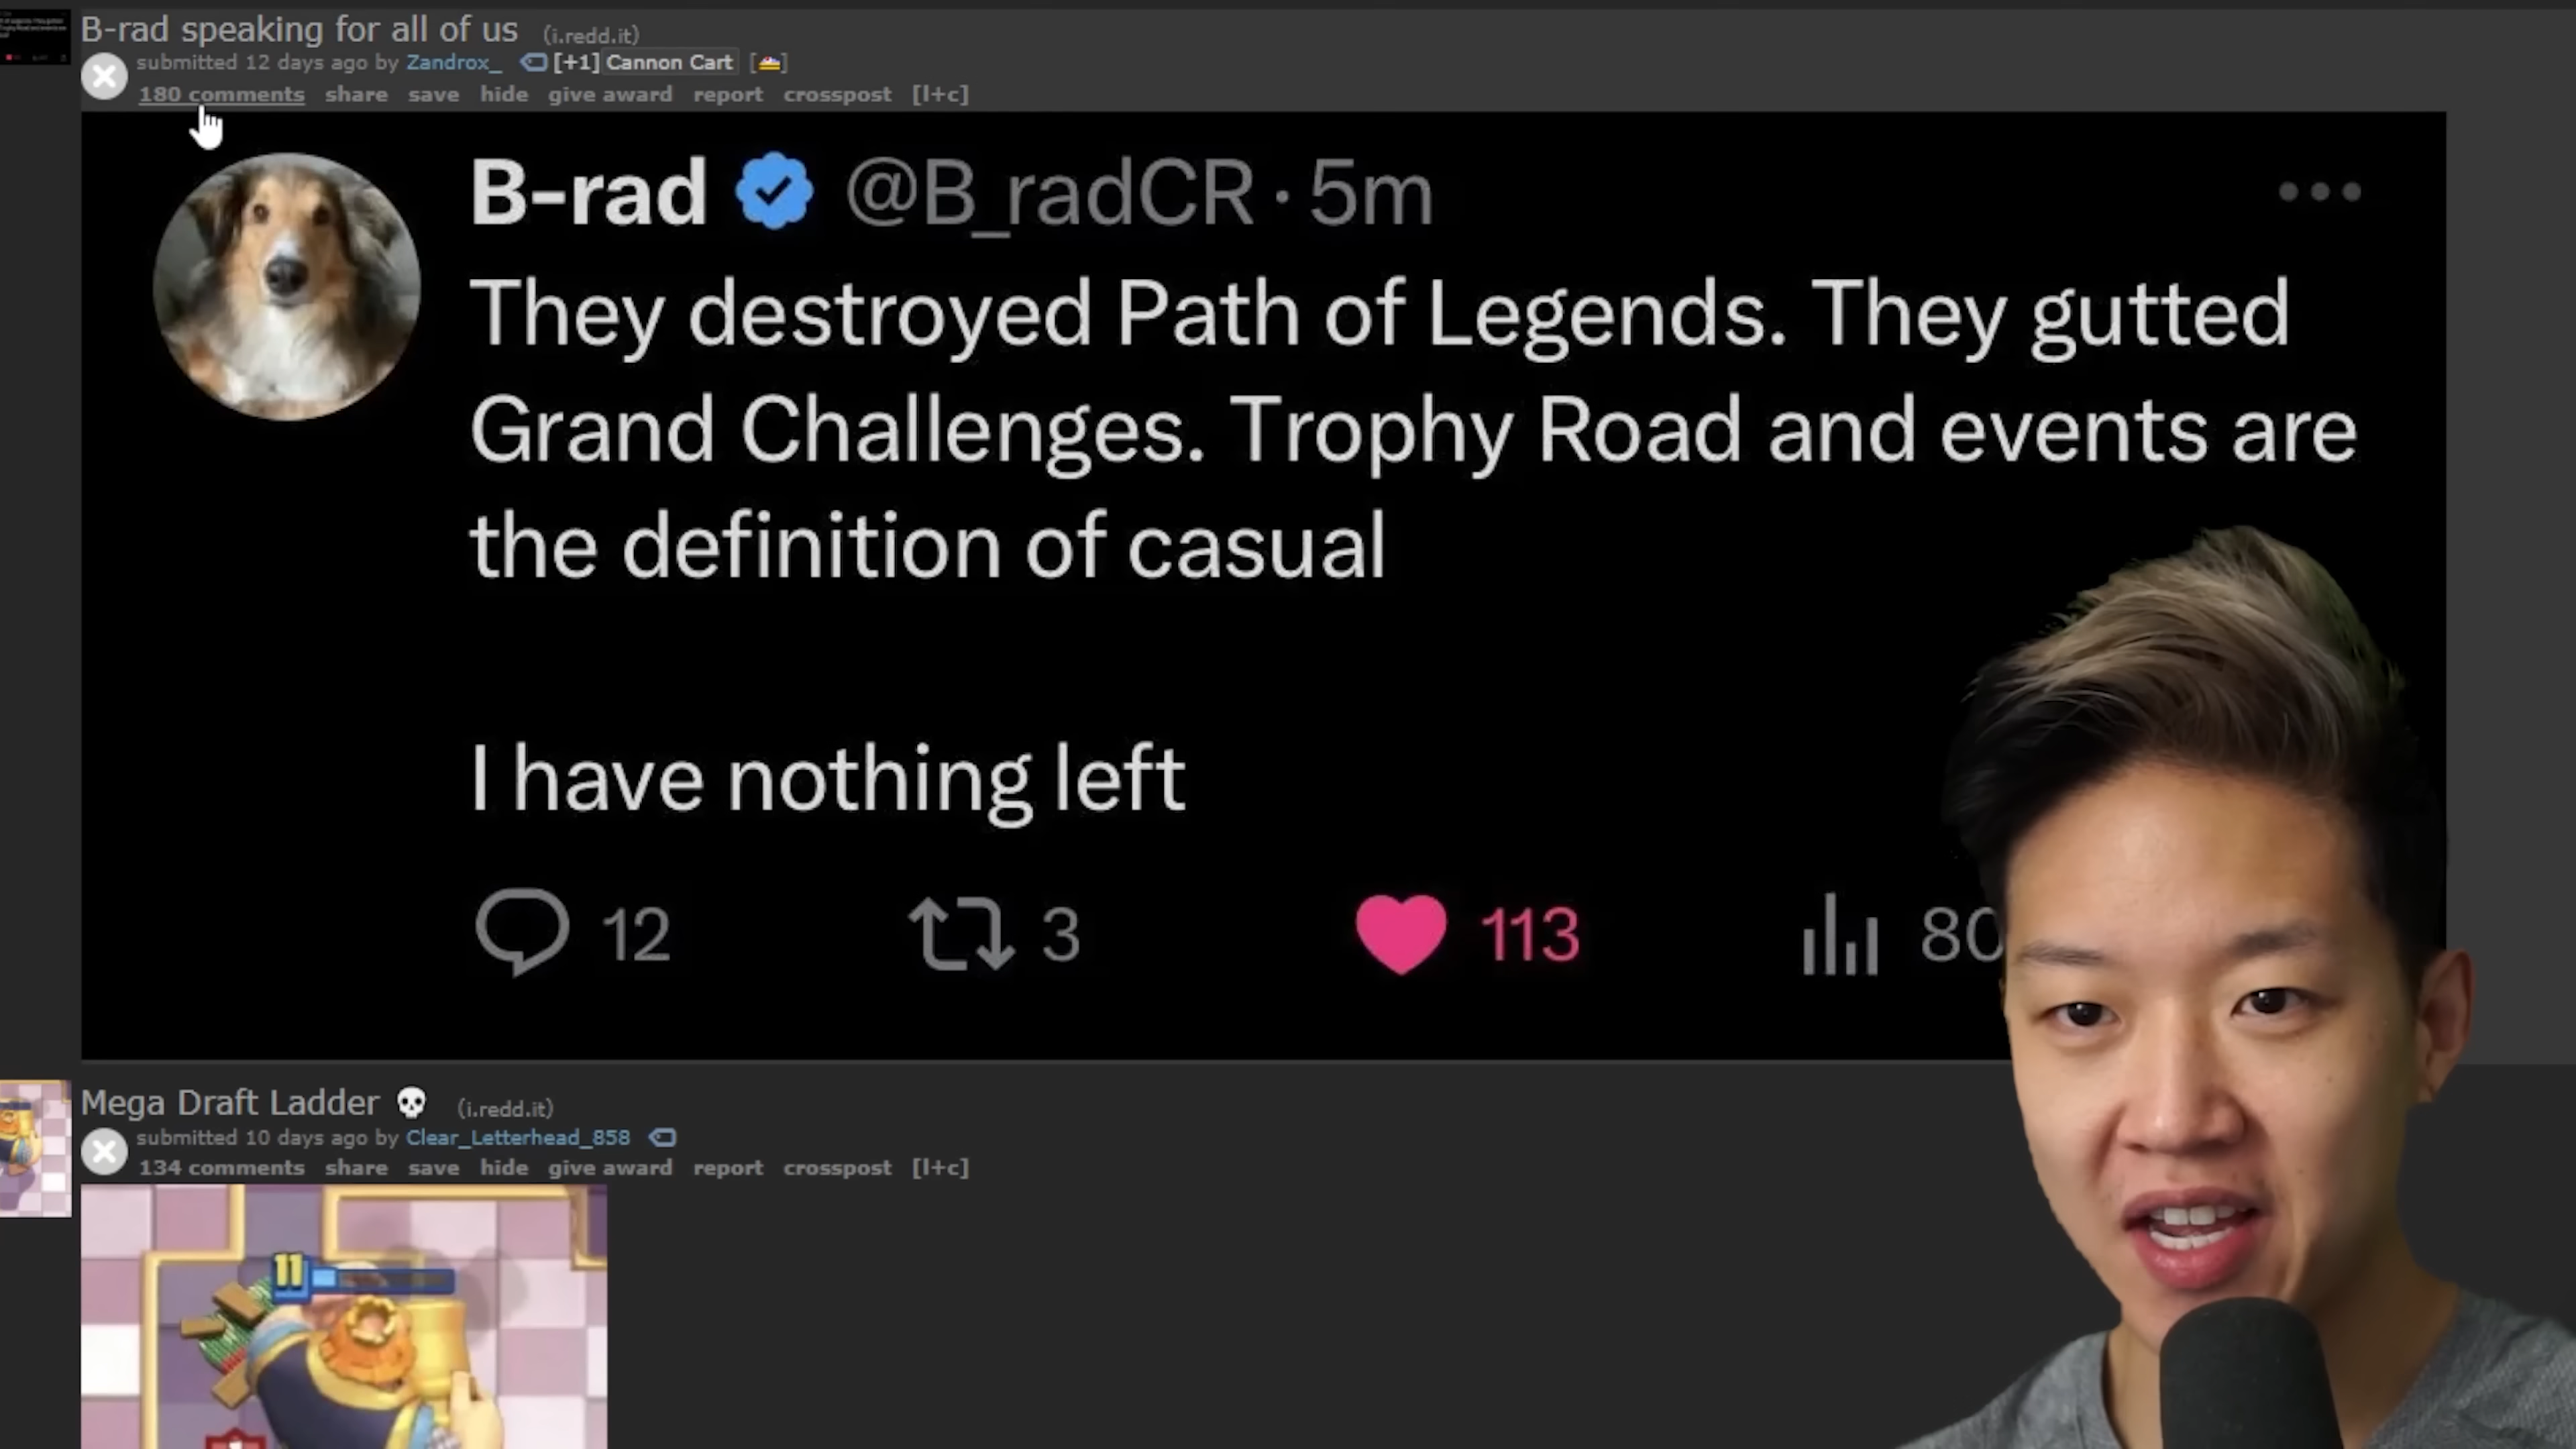 B-rad speaking for all of us (i.redd.it)
submitted 12 days ago by Zandrox_ [+1] Cannon Cart []
180 comments share save hide give award report crosspost [l+c]
B-rad @B_radCR · 5m
They destroyed Path of Legends. They gutted
Grand Challenges. Trophy Road and events are
the definition of casual
I have nothing left
12 3 113 80
Mega Draft Ladder 💀 (i.redd.it)
submitted 10 days ago by Clear_Letterhead_858
134 comments share save hide give award report crosspost [l+c]
11